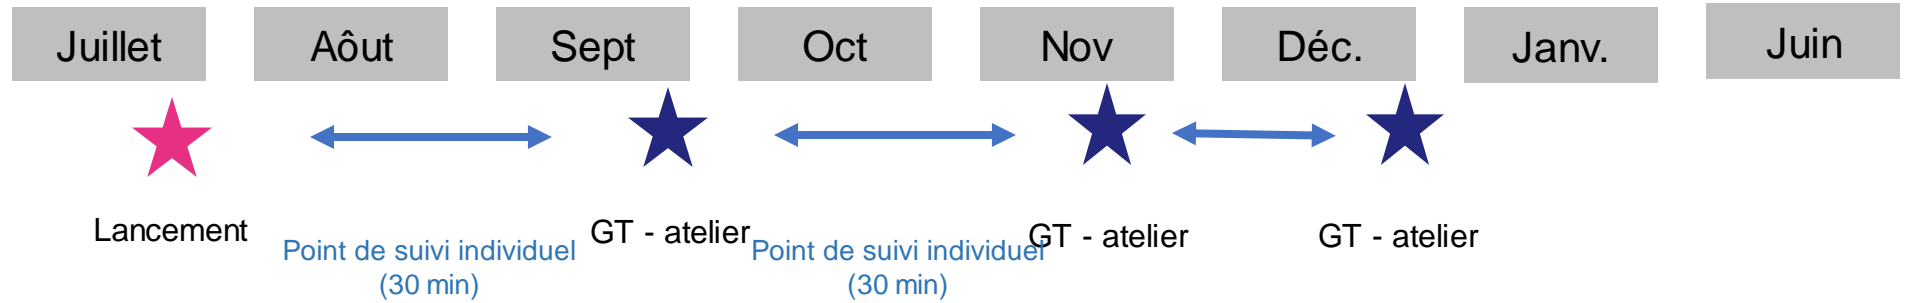 Juillet
Aôut
Sept
Oct
Nov
Déc.
Janv.
Juin
Lancement
Point de suivi individuel
(30 min)
GT - atelier
Point de suivi individuel
(30 min)
GT - atelier
GT - atelier